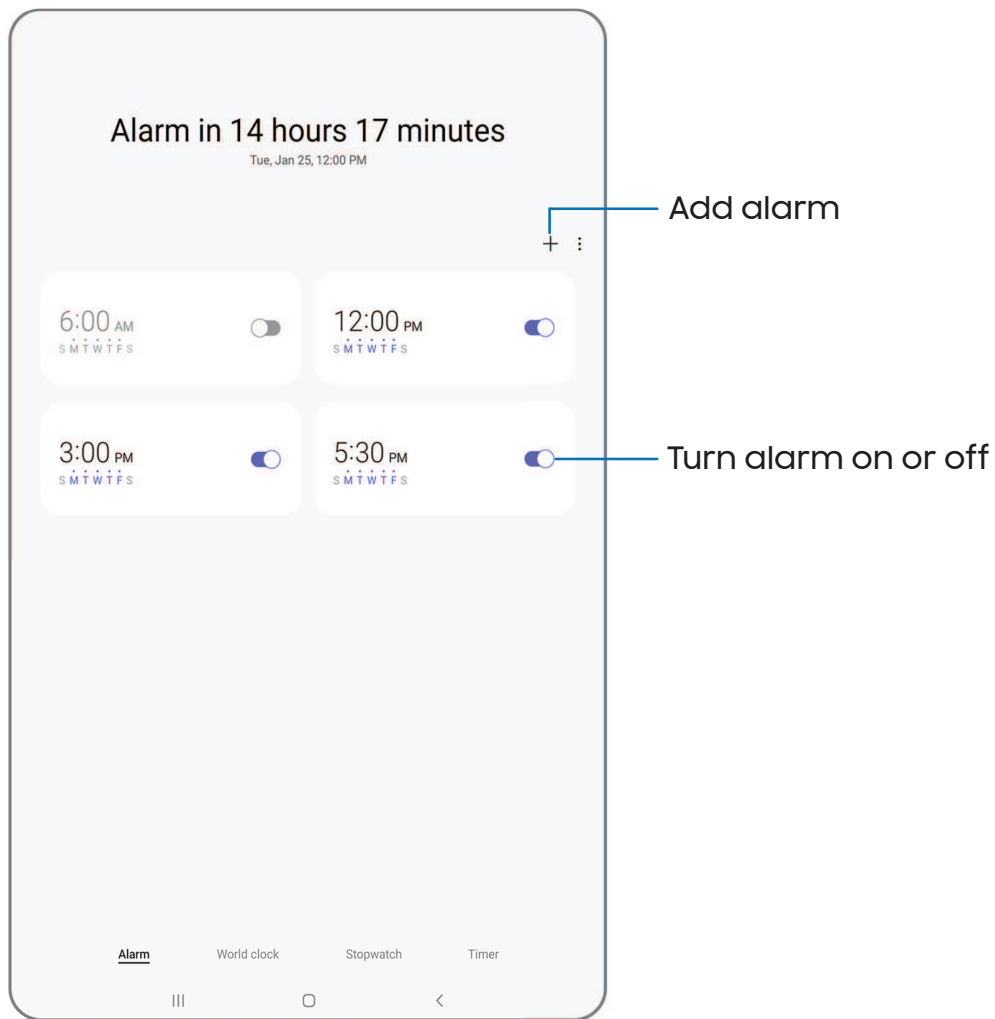 Alarm in 14 hours 17 minutes
Tue, Jan 25, 12:00 PM
Add alarm
6:00 AM
S M T W T F S
12:00 PM
S M T W T F S
3:00 PM
S M T W T F S
5:30 PM
S M T W T F S
Turn alarm on or off
Alarm World clock Stopwatch Timer